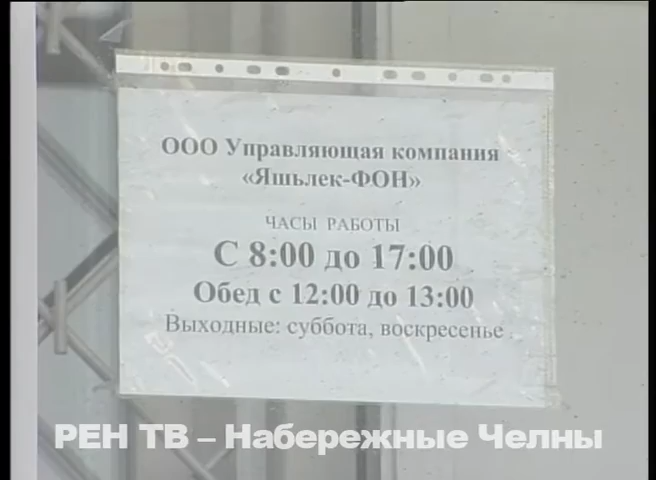 ООО Управляющая компания
«Яшьлек-ФОН»
ЧАСЫ РАБОТЫ
С 8:00 до 17:00
Обед с 12:00 до 13:00
Выходные: суббота, воскресенье
РЕН ТВ – Набережные Челны